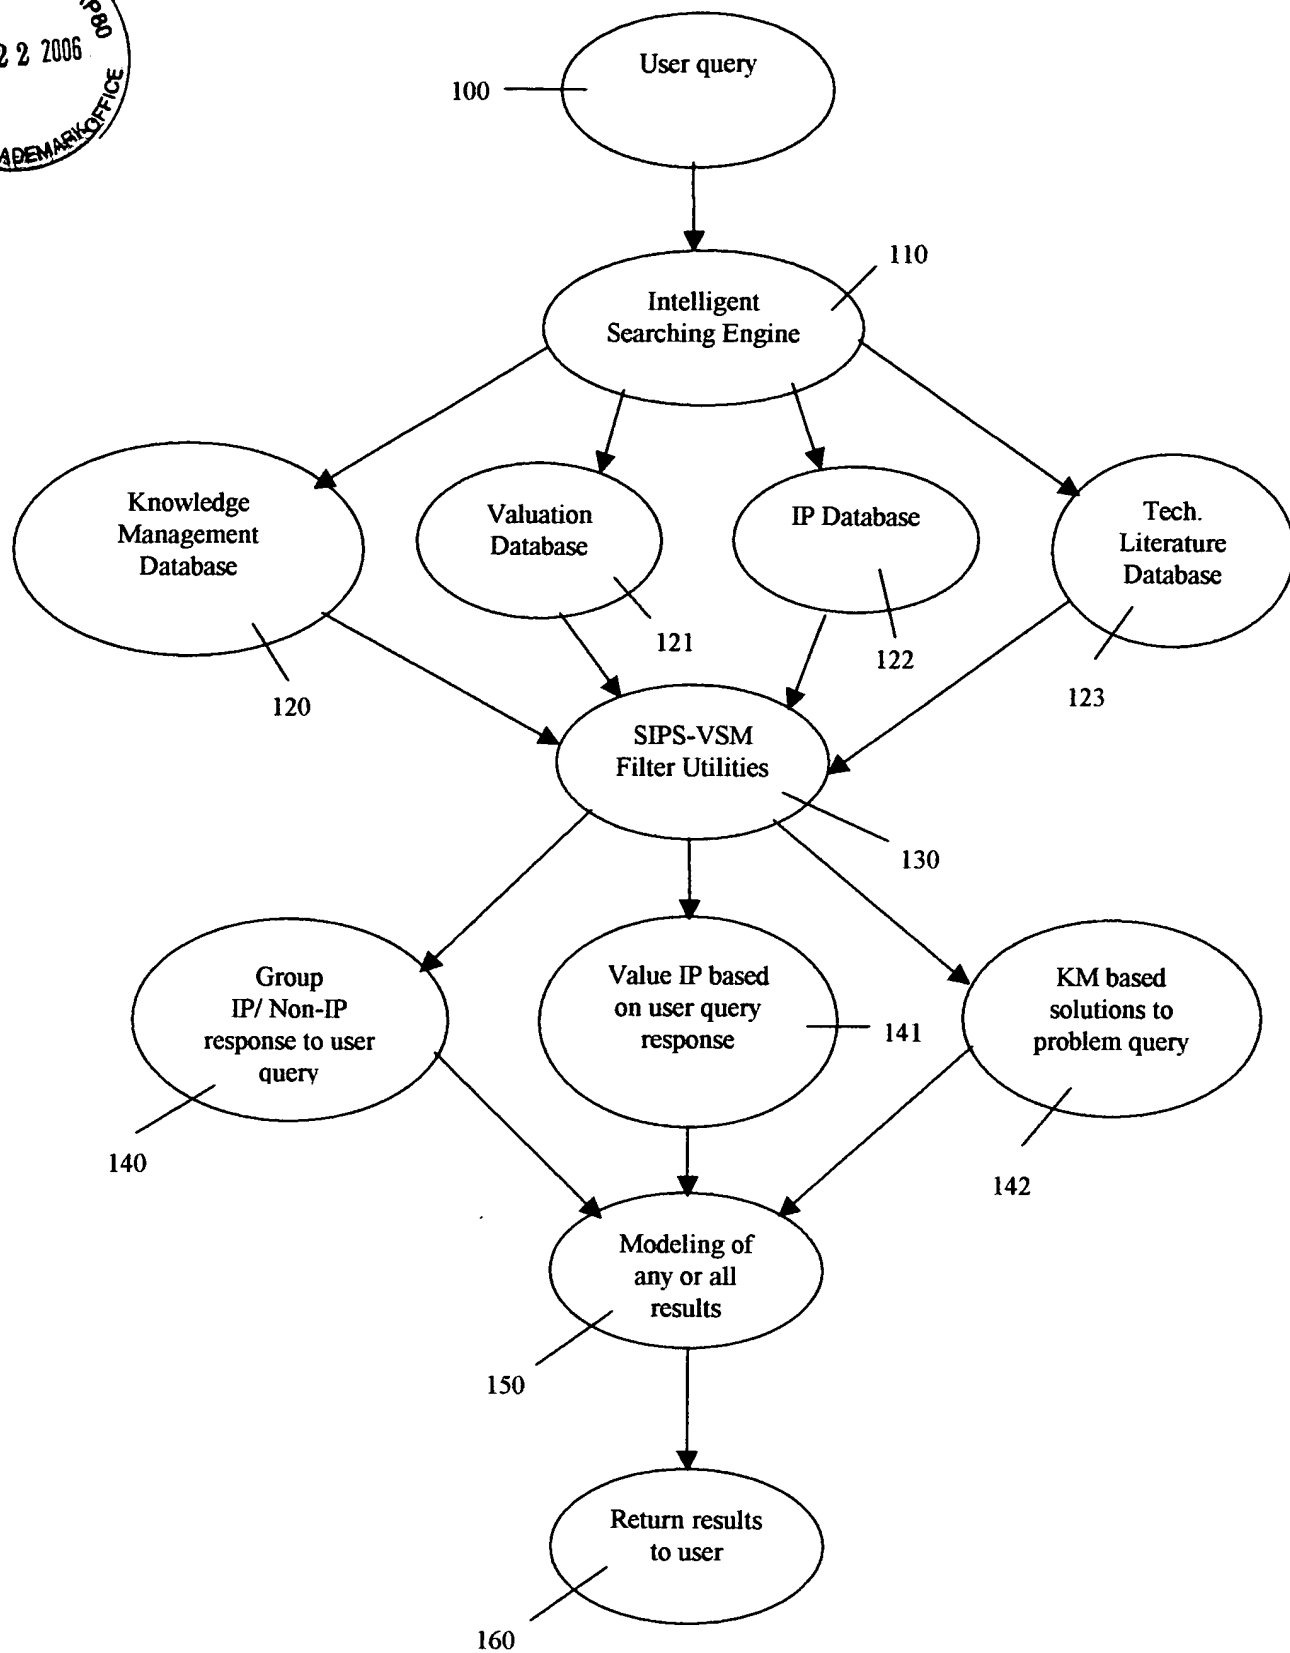 P80
22 2006
ADEMARK OFFICE
User query
100
110
Intelligent
Searching Engine
Knowledge
Management
Database
Valuation
Database
IP Database
Tech.
Literature
Database
121
122
120
123
SIPS-VSM
Filter Utilities
130
Group
IP/ Non-IP
response to user
query
Value IP based
on user query
response
KM based
solutions to
problem query
141
140
142
Modeling of
any or all
results
150
Return results
to user
160